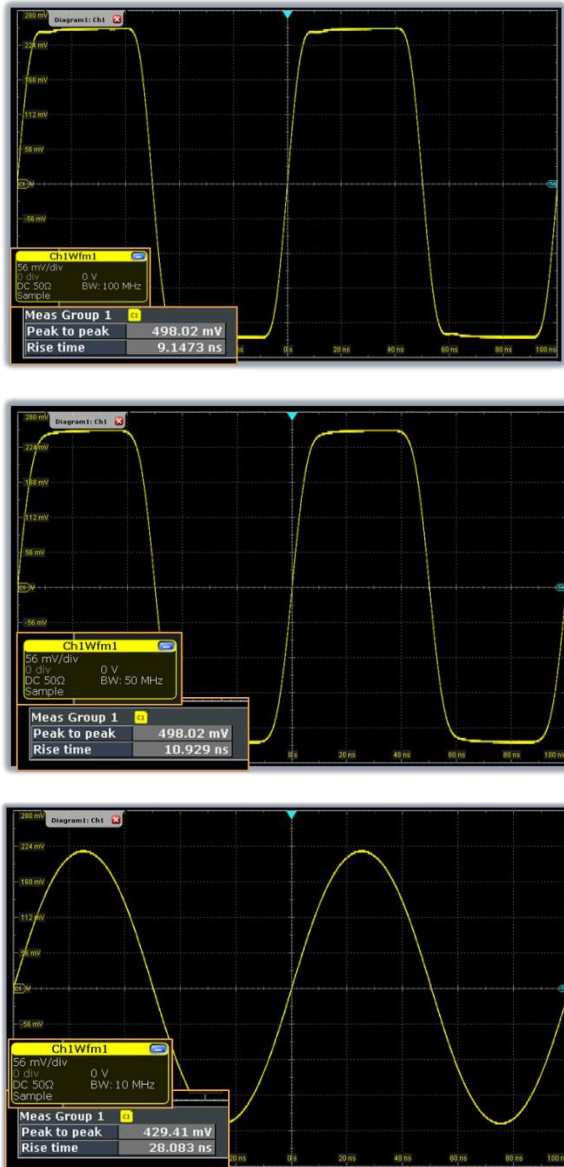 280 mV
Diagram1: Ch1
224 mV
168 mV
112 mV
56 mV
-56 mV
Ch1Wfm1
56 mV/div
0 div 0 V
DC 50Ω BW: 100 MHz
Sample
Meas Group 1 C1
Peak to peak 498.02 mV
Rise time 9.1473 ns
0 s 20 ns 40 ns 60 ns 80 ns 100 ns
280 mV
Diagram1: Ch1
224 mV
168 mV
112 mV
56 mV
-56 mV
Ch1Wfm1
56 mV/div
0 div 0 V
DC 50Ω BW: 50 MHz
Sample
Meas Group 1 C1
Peak to peak 498.02 mV
Rise time 10.929 ns
0 s 20 ns 40 ns 60 ns 80 ns 100 ns
280 mV
Diagram1: Ch1
224 mV
168 mV
112 mV
56 mV
-56 mV
Ch1Wfm1
56 mV/div
0 div 0 V
DC 50Ω BW: 10 MHz
Sample
Meas Group 1 C1
Peak to peak 429.41 mV
Rise time 28.083 ns
20 ns 0 s 20 ns 40 ns 60 ns 80 ns 100 ns